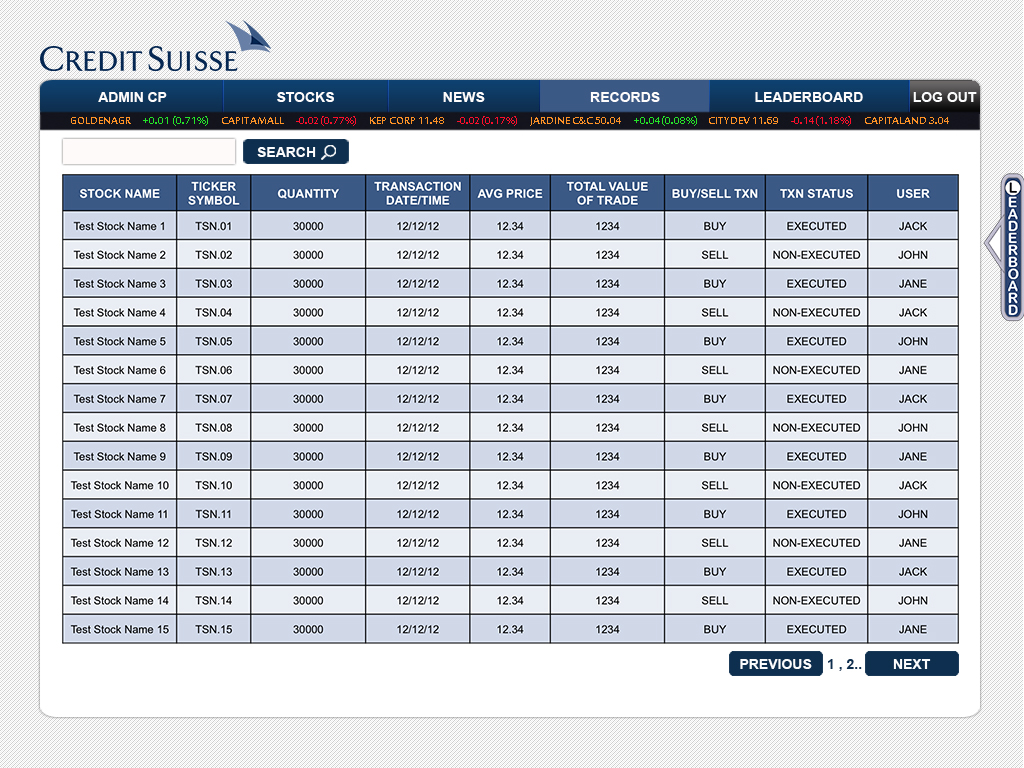 CREDIT SUISSE
ADMIN CP STOCKS NEWS RECORDS LEADERBOARD LOG OUT
GOLDENAGR +0.01 (0.71%) CAPITAMALL -0.02 (0.77%) KEP CORP 11.48 -0.02 (0.17%) JARDINE C&C 50.04 +0.04 (0.08%) CITYDEV 11.69 -0.14 (1.18%) CAPITALAND 3.04
SEARCH
STOCK NAME TICKER SYMBOL QUANTITY TRANSACTION DATE/TIME AVG PRICE TOTAL VALUE OF TRADE BUY/SELL TXN TXN STATUS USER
Test Stock Name 1 TSN.01 30000 12/12/12 12.34 1234 BUY EXECUTED JACK
Test Stock Name 2 TSN.02 30000 12/12/12 12.34 1234 SELL NON-EXECUTED JOHN
Test Stock Name 3 TSN.03 30000 12/12/12 12.34 1234 BUY EXECUTED JANE
Test Stock Name 4 TSN.04 30000 12/12/12 12.34 1234 SELL NON-EXECUTED JACK
Test Stock Name 5 TSN.05 30000 12/12/12 12.34 1234 BUY EXECUTED JOHN
Test Stock Name 6 TSN.06 30000 12/12/12 12.34 1234 SELL NON-EXECUTED JANE
Test Stock Name 7 TSN.07 30000 12/12/12 12.34 1234 BUY EXECUTED JACK
Test Stock Name 8 TSN.08 30000 12/12/12 12.34 1234 SELL NON-EXECUTED JOHN
Test Stock Name 9 TSN.09 30000 12/12/12 12.34 1234 BUY EXECUTED JANE
Test Stock Name 10 TSN.10 30000 12/12/12 12.34 1234 SELL NON-EXECUTED JACK
Test Stock Name 11 TSN.11 30000 12/12/12 12.34 1234 BUY EXECUTED JOHN
Test Stock Name 12 TSN.12 30000 12/12/12 12.34 1234 SELL NON-EXECUTED JANE
Test Stock Name 13 TSN.13 30000 12/12/12 12.34 1234 BUY EXECUTED JACK
Test Stock Name 14 TSN.14 30000 12/12/12 12.34 1234 SELL NON-EXECUTED JOHN
Test Stock Name 15 TSN.15 30000 12/12/12 12.34 1234 BUY EXECUTED JANE
PREVIOUS 1 , 2.. NEXT
LEADERBOARD